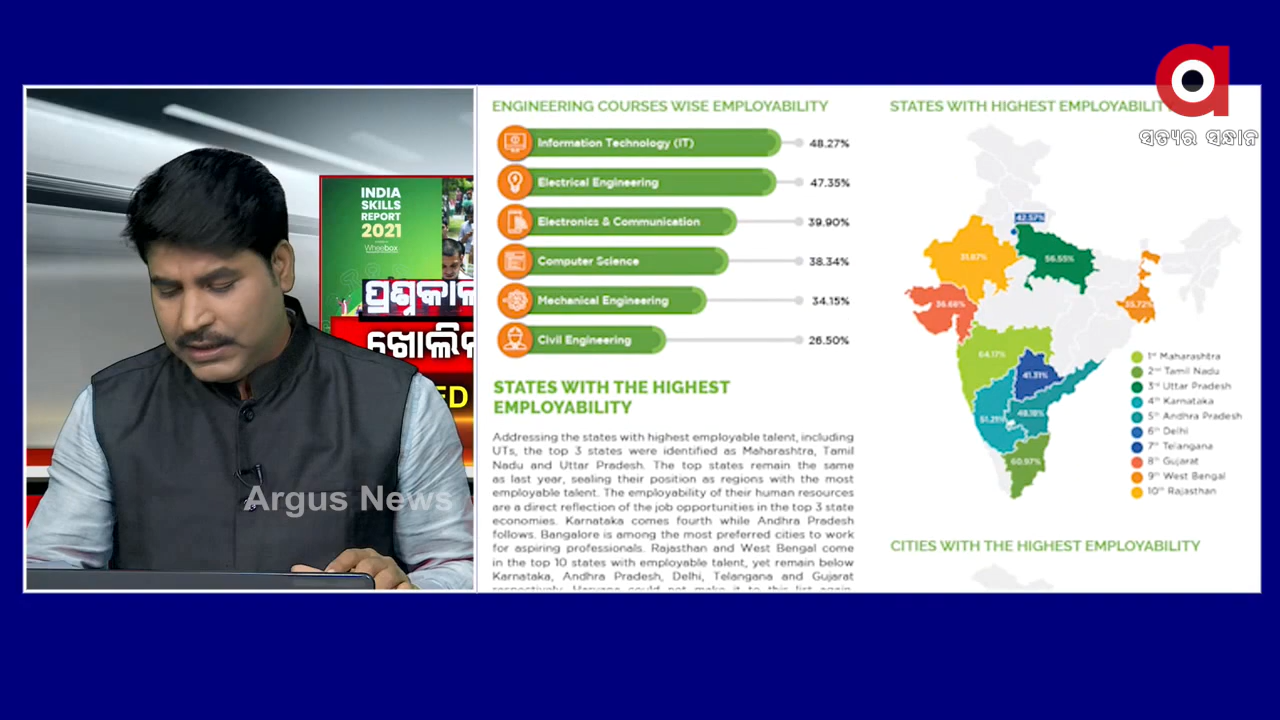 ସତ୍ୟର ସନ୍ଧାନ
INDIA
SKILLS
REPORT
2021
Wheebox
ପ୍ରଶ୍ନକାଳ
ED
Argus News
ENGINEERING COURSES WISE EMPLOYABILITY
Information Technology (IT) 48.27%
Electrical Engineering 47.35%
Electronics & Communication 39.90%
Computer Science 38.34%
Mechanical Engineering 34.15%
Civil Engineering 26.50%
STATES WITH THE HIGHEST
EMPLOYABILITY
Addressing the states with highest employable talent, including
UTs, the top 3 states were identified as Maharashtra, Tamil
Nadu and Uttar Pradesh. The top states remain the same
as last year, sealing their position as regions with the most
employable talent. The employability of their human resources
are a direct reflection of the job opportunities in the top 3 state
economies. Karnataka comes fourth while Andhra Pradesh
follows. Bangalore is among the most preferred cities to work
for aspiring professionals. Rajasthan and West Bengal come
in the top 10 states with employable talent, yet remain below
Karnataka, Andhra Pradesh, Delhi, Telangana and Gujarat
STATES WITH HIGHEST EMPLOYABILITY
42.57%
31.87%
56.55%
36.66%
35.72%
64.17%
41.31%
60.97%
1st Maharashtra
2nd Tamil Nadu
3rd Uttar Pradesh
4th Karnataka
5th Andhra Pradesh
6th Delhi
7th Telangana
8th Gujarat
9th West Bengal
10th Rajasthan
CITIES WITH THE HIGHEST EMPLOYABILITY